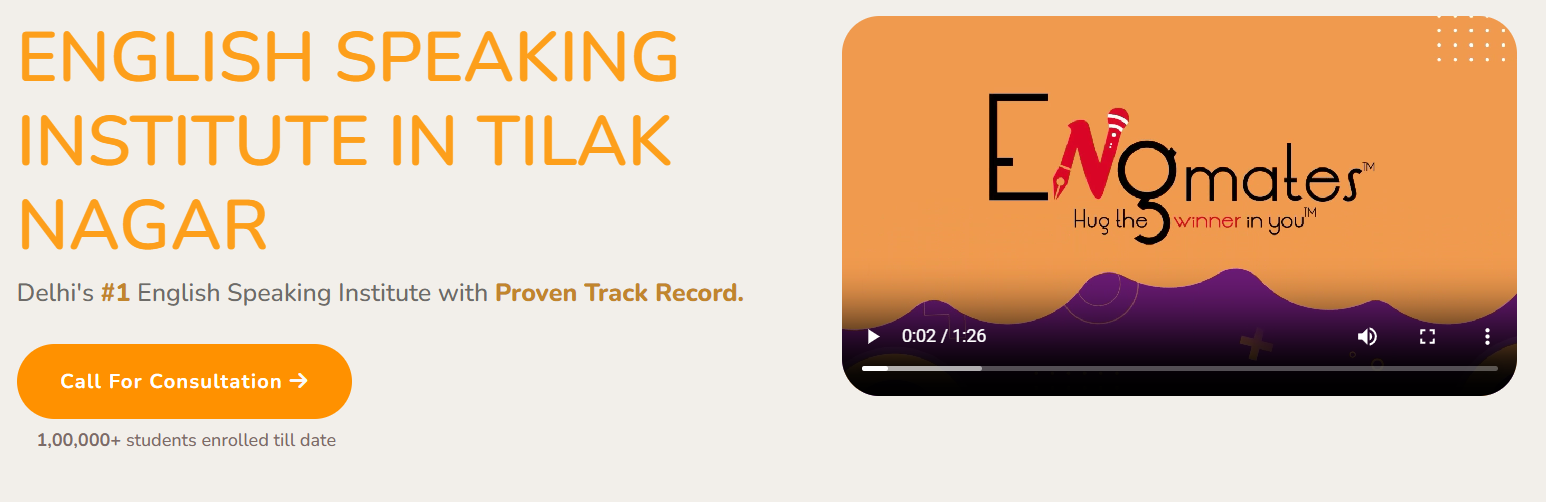 ENGLISH SPEAKING
INSTITUTE IN TILAK
NAGAR
Delhi's #1 English Speaking Institute with Proven Track Record.
Call For Consultation →
1,00,000+ students enrolled till date
ENgmates™
Hug the winner in you™
0:02 / 1:26